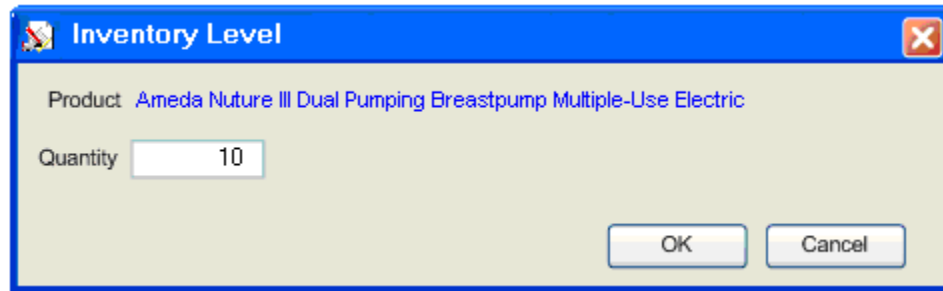 Inventory Level
Product Ameda Nuture III Dual Pumping Breastpump Multiple-Use Electric
Quantity 10
OK Cancel